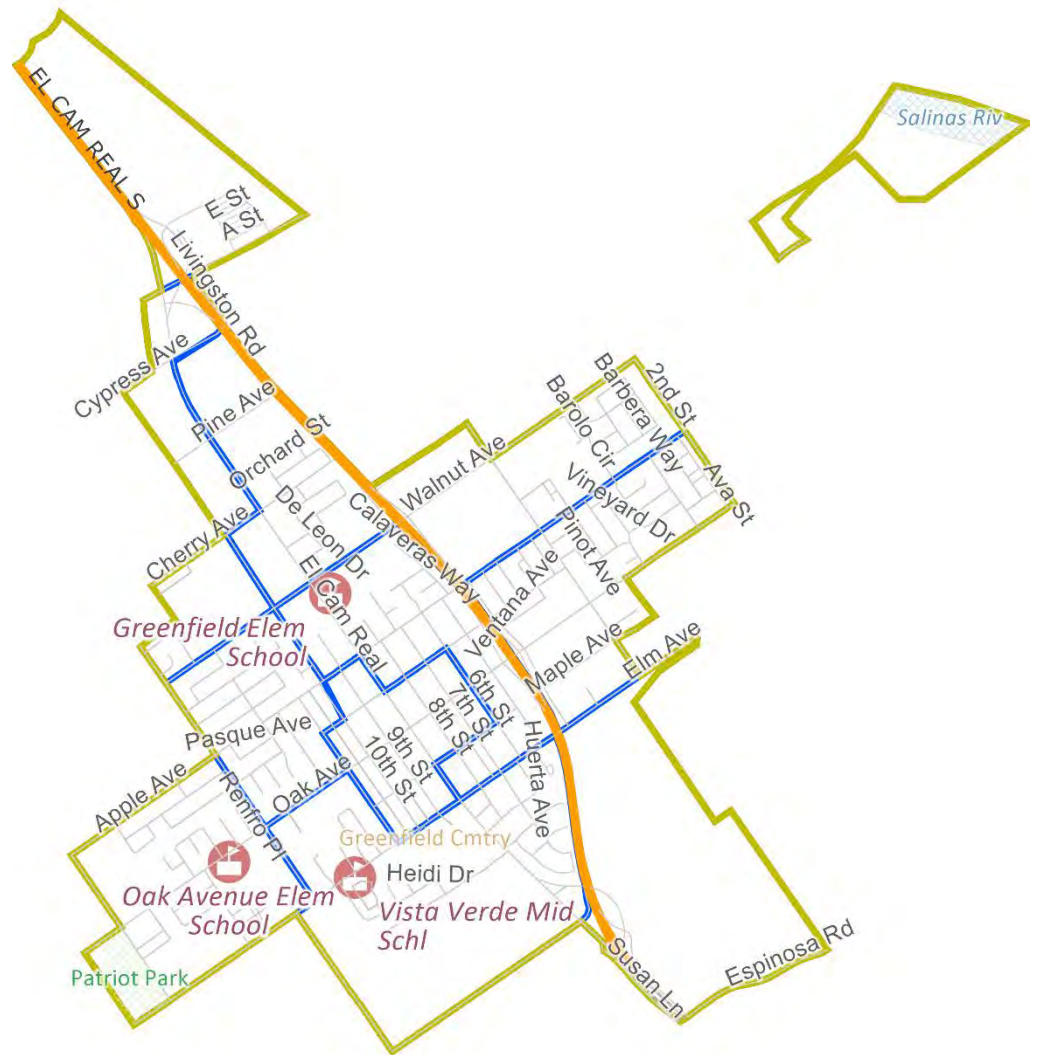 EL CAM REAL S
Salinas Riv
E St
A St
Livingston Rd
Cypress Ave
Pine Ave
Orchard St
Barbera Way
2nd St
Barolo Cir
Walnut Ave
Vineyard Dr
Ava St
De Leon Dr
Calaveras Way
Cherry Ave
Pinot Ave
El Cam Real
Ventana Ave
Greenfield Elem
School
Maple Ave
Elm Ave
6th St
7th St
8th St
9th St
10th St
Pasque Ave
Huerta Ave
Apple Ave
Renfro Pl
Oak Ave
Greenfield Cmtry
Heidi Dr
Oak Avenue Elem
School
Vista Verde Mid
Schl
Patriot Park
Susan Ln
Espinosa Rd